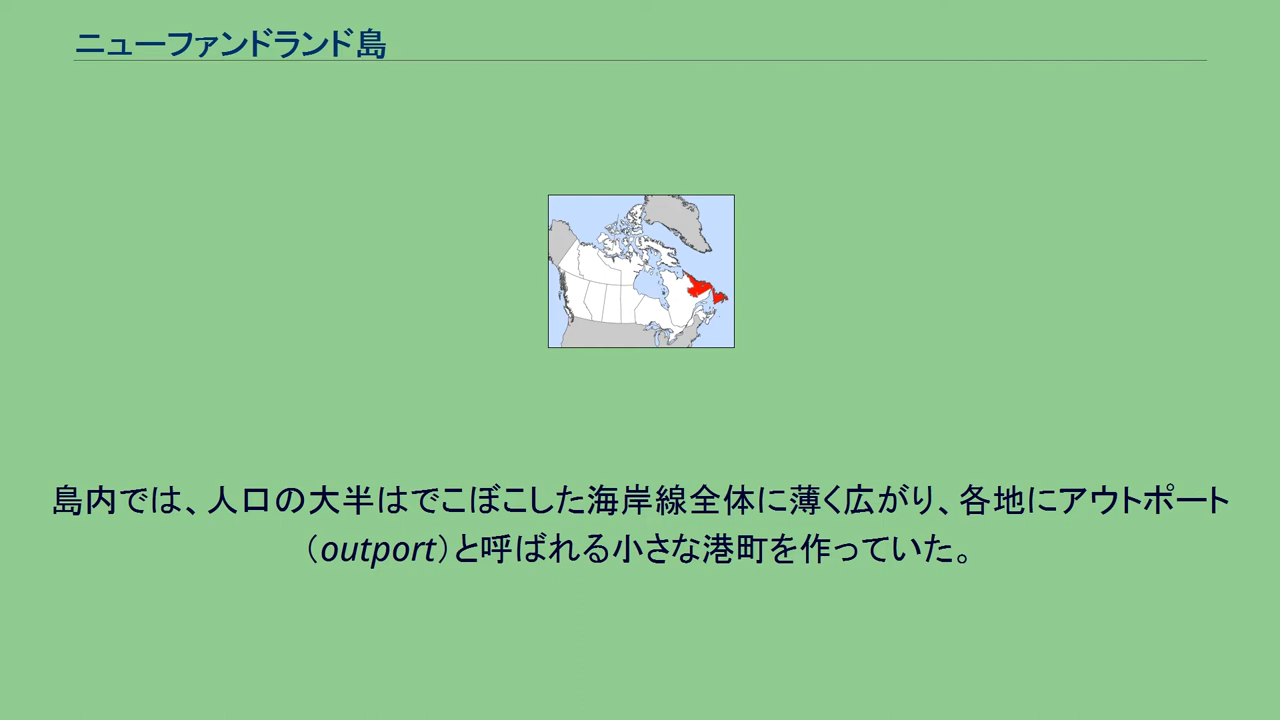 ニューファンドランド島
島内では、人口の大半はでこぼこした海岸線全体に薄く広がり、各地にアウトポート
（outport）と呼ばれる小さな港町を作っていた。